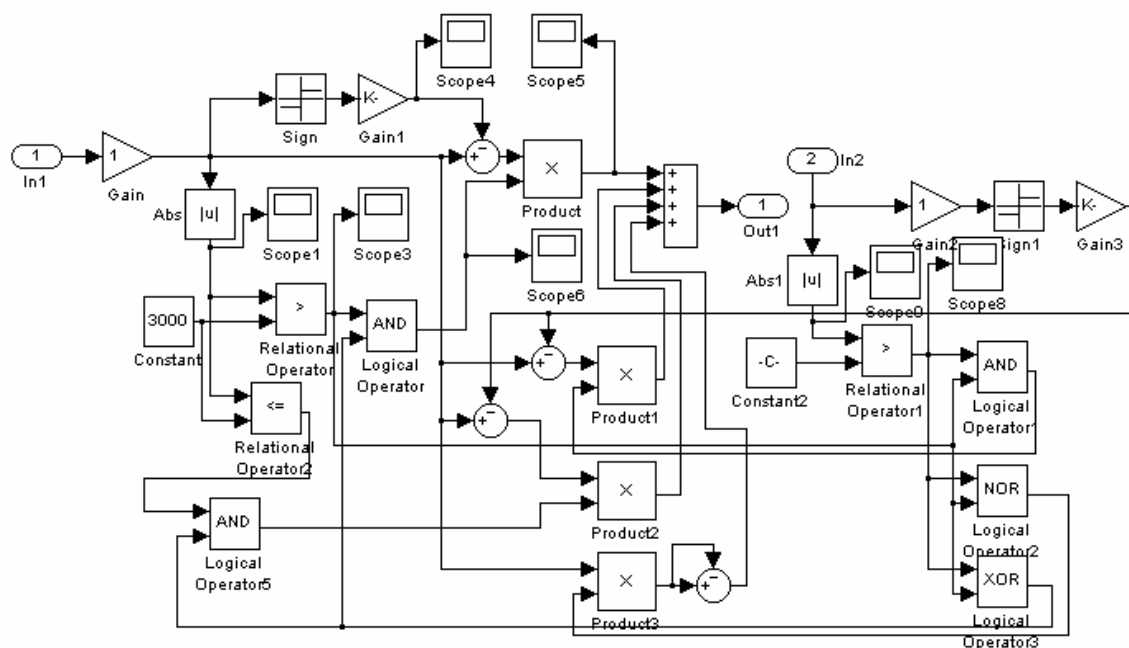 Scope4
Scope5
K-
Sign
Gain1
1
In1
1
Gain
+
-
×
Product
+
+
+
+
1
Out1
2
In2
1
Gain2
Sign1
K-
Gain3
Abs
|u|
Scope1
Scope3
Scope6
Abs1
|u|
Scope8
3000
Constant
>
Relational
Operator
AND
Logical
Operator
+
-
×
Product1
-C-
Constant2
>
Relational
Operator1
AND
Logical
Operator1
<=
Relational
Operator2
+
-
×
Product2
NOR
Logical
Operator2
AND
Logical
Operator5
×
Product3
+
-
XOR
Logical
Operator3